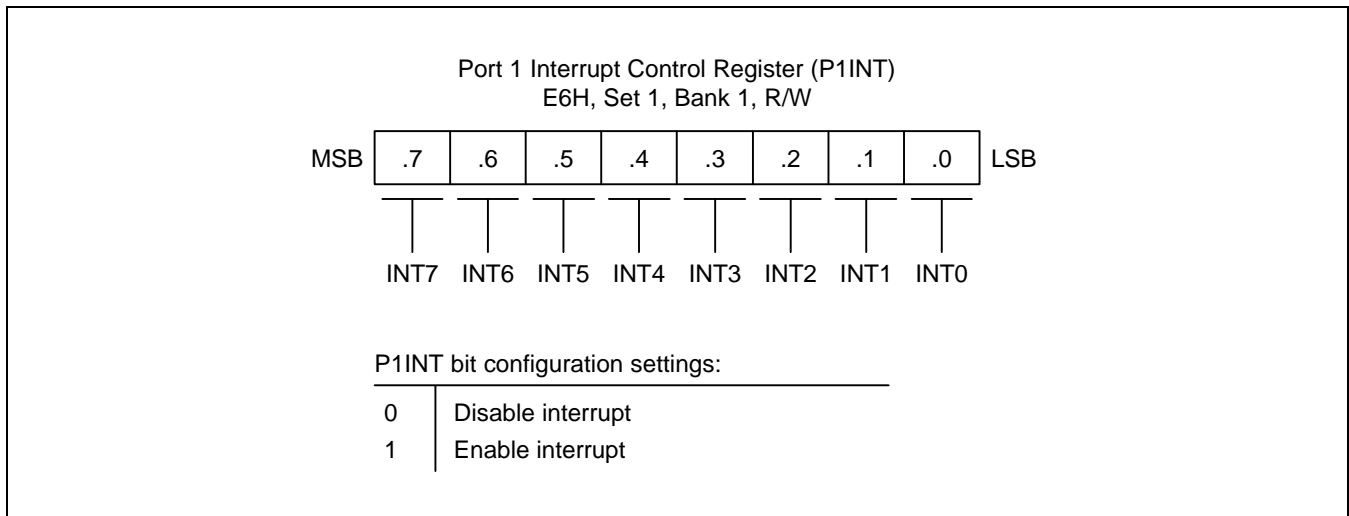 Port 1 Interrupt Control Register (P1INT)
E6H, Set 1, Bank 1, R/W
MSB .7 .6 .5 .4 .3 .2 .1 .0 LSB
INT7 INT6 INT5 INT4 INT3 INT2 INT1 INT0
P1INT bit configuration settings:
0 Disable interrupt
1 Enable interrupt